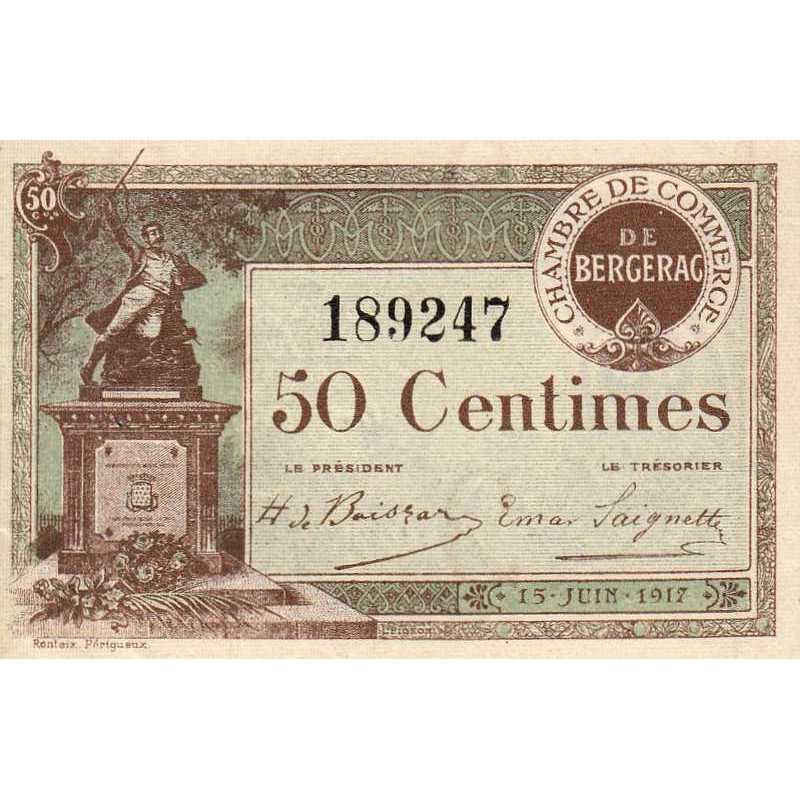 50
CHAMBRE DE COMMERCE
DE
BERGERAC
189247
50 Centimes
LE PRÉSIDENT
LE TRÉSORIER
15 · JUIN · 1917
Ronteix Périgueux